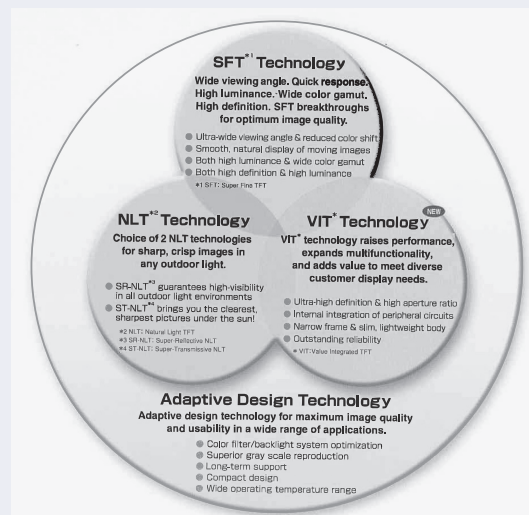 SFT*1 Technology
Wide viewing angle. Quick response.
High luminance. Wide color gamut.
High definition. SFT breakthroughs
for optimum image quality.
Ultra-wide viewing angle & reduced color shift
Smooth, natural display of moving images
Both high luminance & wide color gamut
Both high definition & high luminance
*1 SFT: Super Fine TFT
NLT*2 Technology
Choice of 2 NLT technologies
for sharp, crisp images in
any outdoor light.
SR-NLT*3 guarantees high-visibility
in all outdoor light environments
ST-NLT*4 brings you the clearest,
sharpest pictures under the sun!
*2 NLT: Natural Light TFT
*3 SR-NLT: Super-Reflective NLT
*4 ST-NLT: Super-Transmissive NLT
NEW
VIT* Technology
VIT* technology raises performance,
expands multifunctionality,
and adds value to meet diverse
customer display needs.
Ultra-high definition & high aperture ratio
Internal integration of peripheral circuits
Narrow frame & slim, lightweight body
Outstanding reliability
* VIT:Value Integrated TFT
Adaptive Design Technology
Adaptive design technology for maximum image quality
and usability in a wide range of applications.
Color filter/backlight system optimization
Superior gray scale reproduction
Long-term support
Compact design
Wide operating temperature range